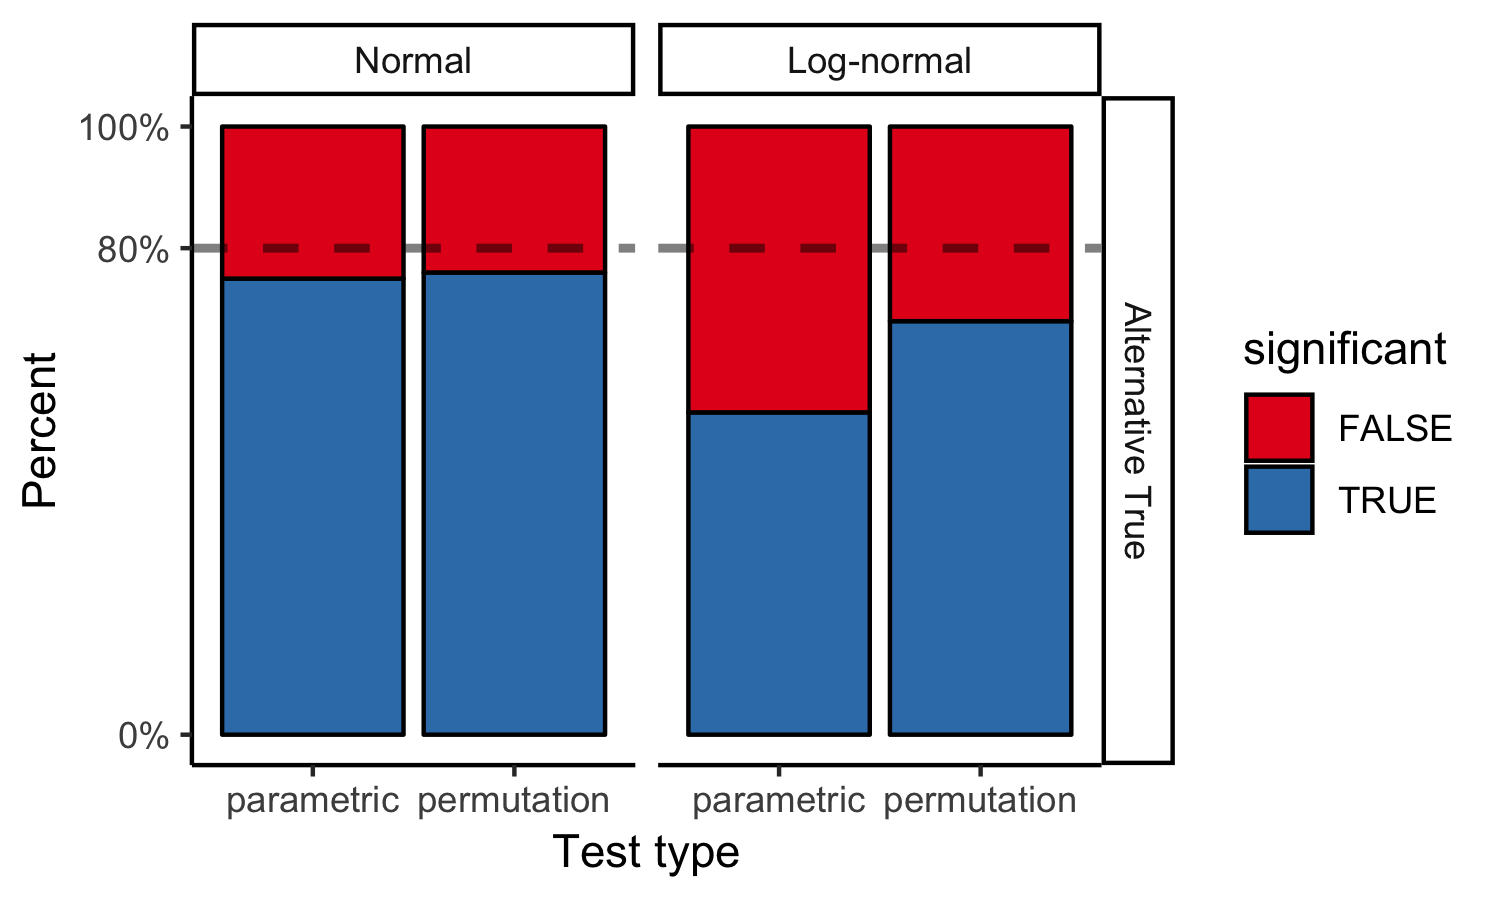 Normal
Log-normal
100%
80%
0%
Percent
parametric
permutation
parametric
permutation
Test type
Alternative True
significant
FALSE
TRUE